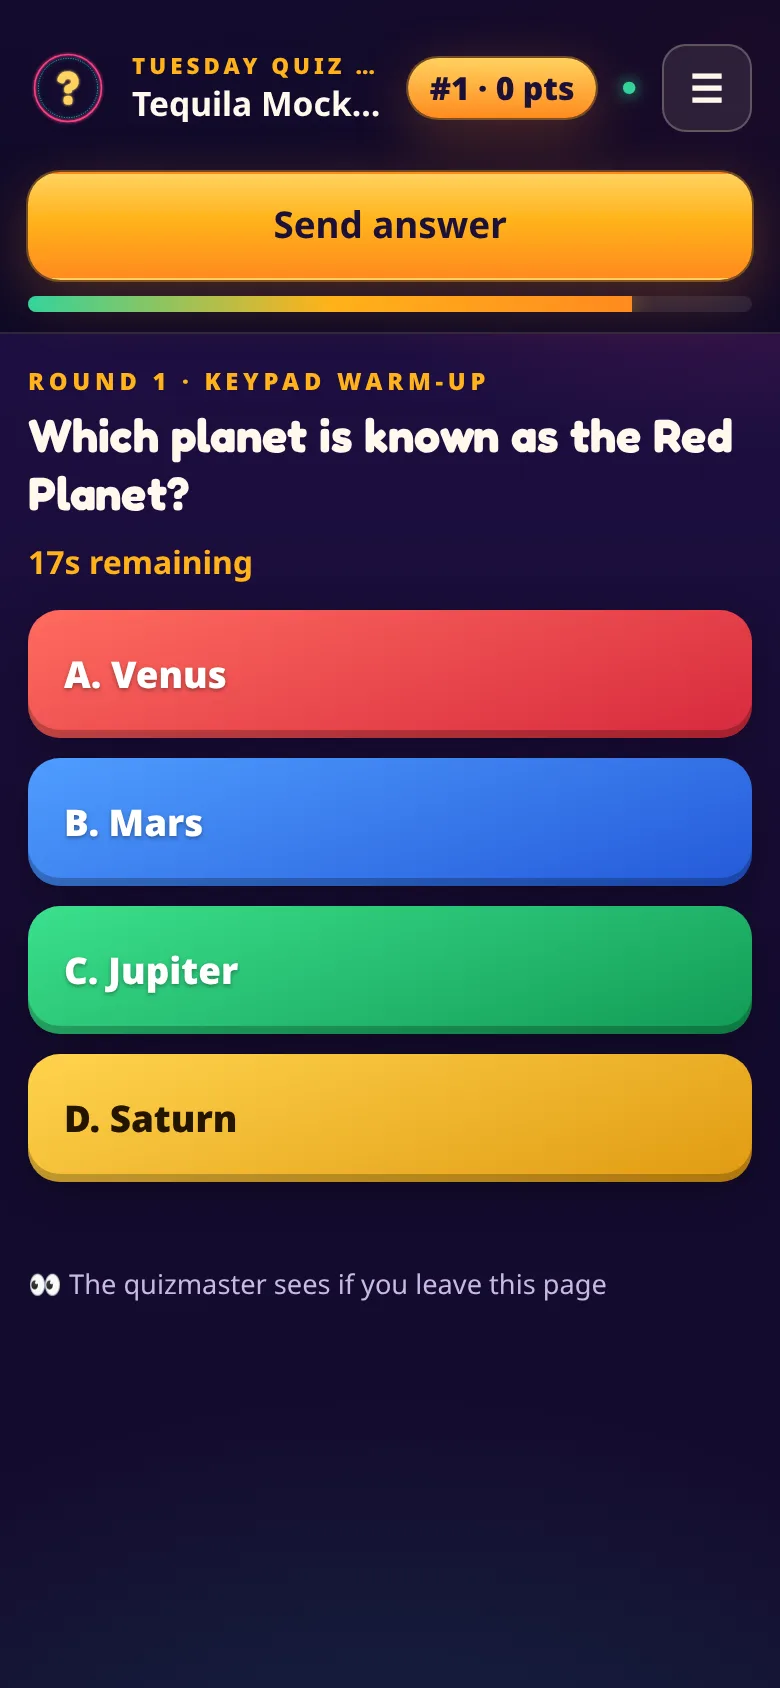 ?
TUESDAY QUIZ …
Tequila Mock…
#1 · 0 pts
Send answer
ROUND 1 · KEYPAD WARM-UP
Which planet is known as the Red
Planet?
17s remaining
A. Venus
B. Mars
C. Jupiter
D. Saturn
👀 The quizmaster sees if you leave this page